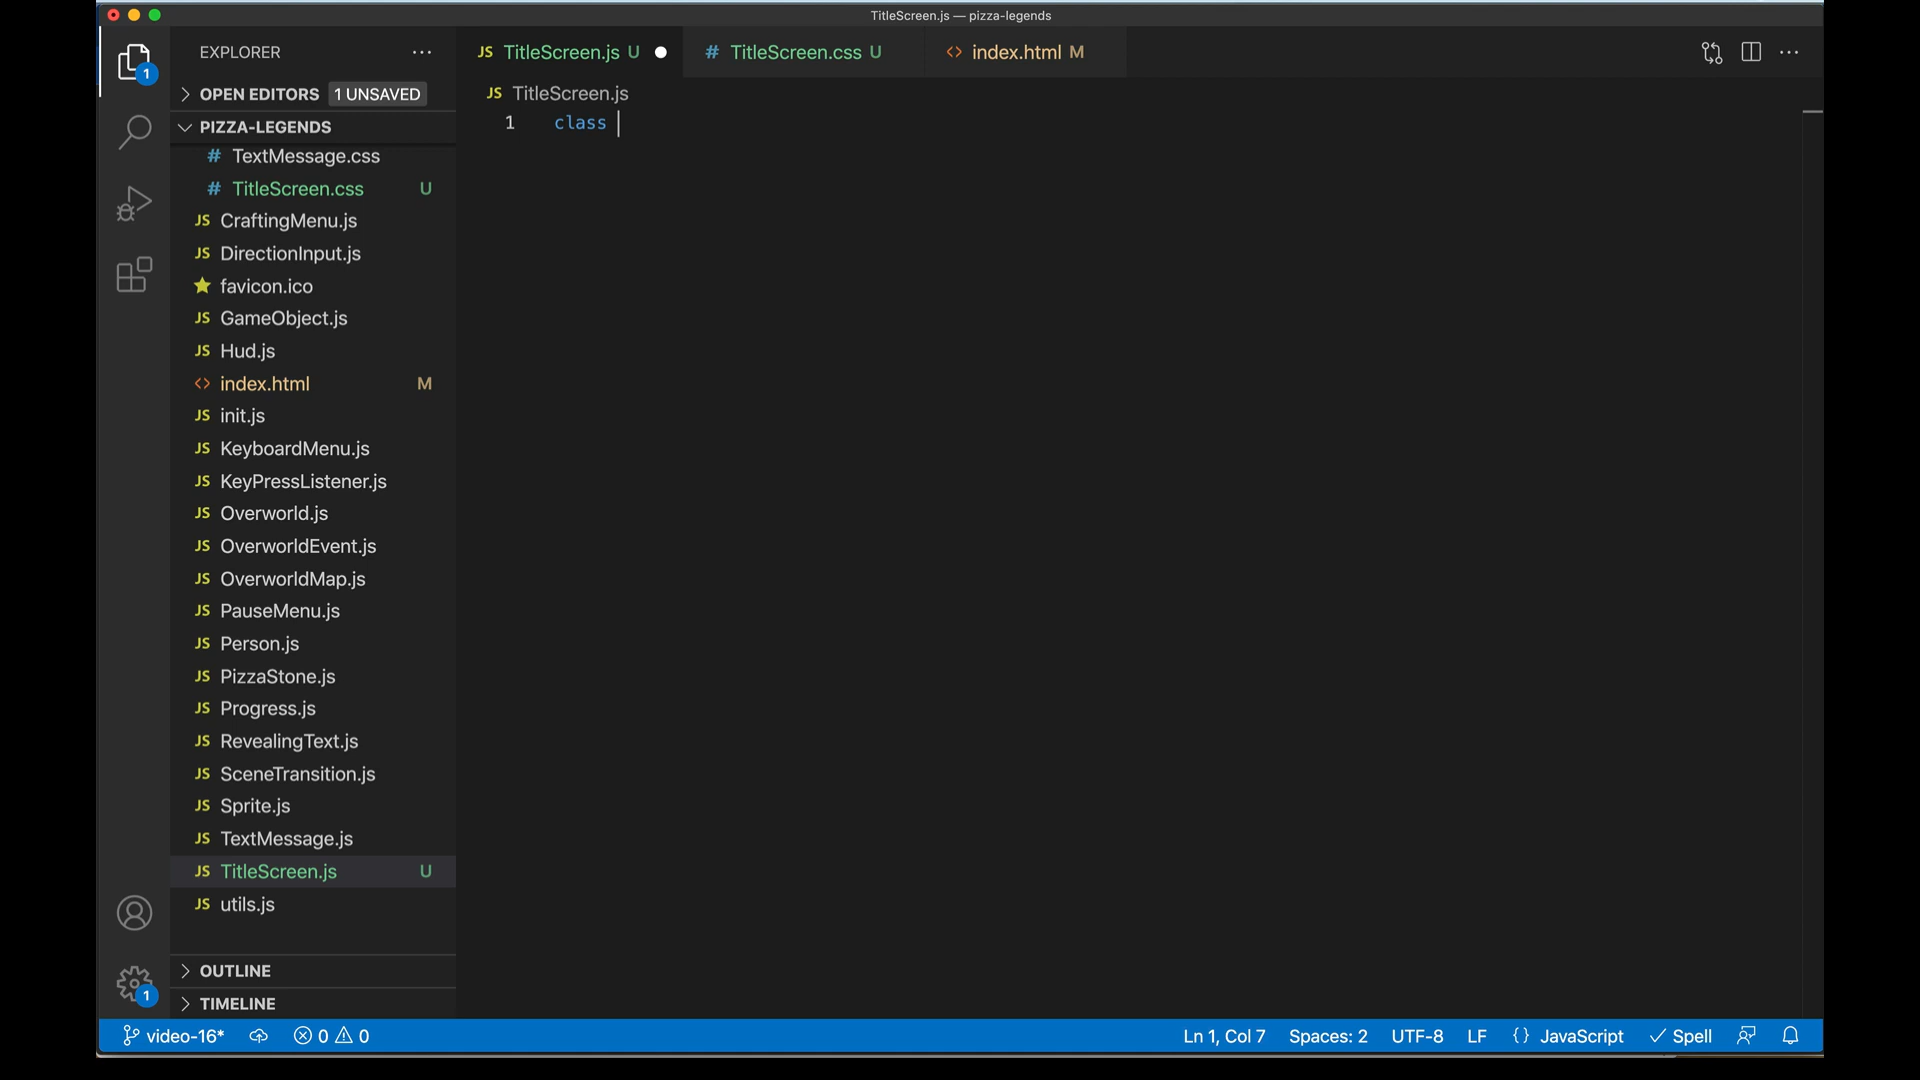 TitleScreen.js — pizza-legends
EXPLORER
JS TitleScreen.js U
# TitleScreen.css U
<> index.html M
1
OPEN EDITORS 1 UNSAVED
JS TitleScreen.js
PIZZA-LEGENDS
1 class
# TextMessage.css
# TitleScreen.css U
JS CraftingMenu.js
JS DirectionInput.js
favicon.ico
JS GameObject.js
JS Hud.js
<> index.html M
JS init.js
JS KeyboardMenu.js
JS KeyPressListener.js
JS Overworld.js
JS OverworldEvent.js
JS OverworldMap.js
JS PauseMenu.js
JS Person.js
JS PizzaStone.js
JS Progress.js
JS RevealingText.js
JS SceneTransition.js
JS Sprite.js
JS TextMessage.js
JS TitleScreen.js U
JS utils.js
OUTLINE
1
TIMELINE
video-16* 0 0 Ln 1, Col 7 Spaces: 2 UTF-8 LF {} JavaScript Spell